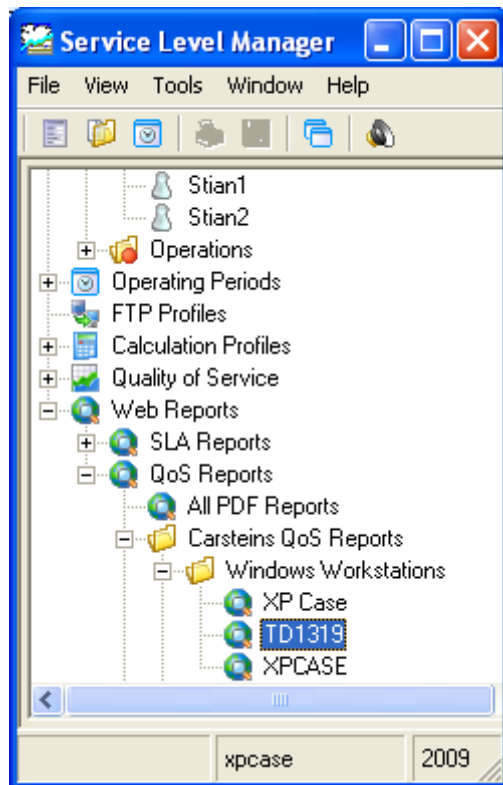 Service Level Manager
File View Tools Window Help
Stian1
Stian2
Operations
Operating Periods
FTP Profiles
Calculation Profiles
Quality of Service
Web Reports
SLA Reports
QoS Reports
All PDF Reports
Carsteins QoS Reports
Windows Workstations
XP Case
TD1319
XPCASE
xpcase 2009